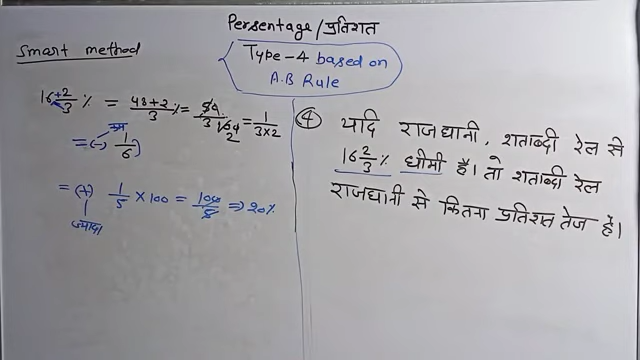 Persentage/प्रतिशत
Smart method
Type-4 based on
A.B Rule
16 2/3 % = 48+2/3 % = 50/3 100 2 = 1/3×2
कम
= (-) 1/6)
= (+) 1/5 × 100 = 100/5 ⇒ 20%
ज्यादा
④ यदि राजधानी, शताब्दी रेल से
16 2/3 % धीमी है। तो शताब्दी रेल
राजधानी से कितना प्रतिशत तेज हैं।